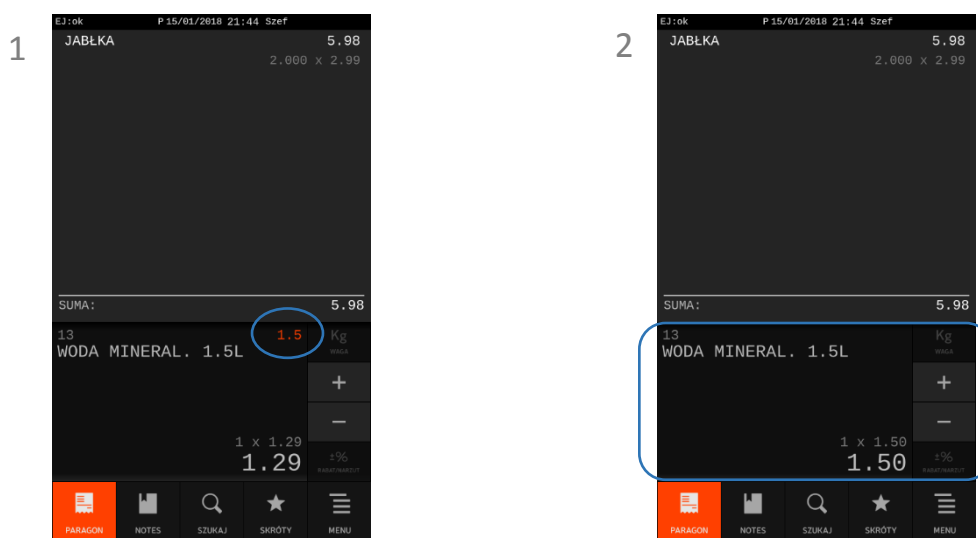 1
EJ:ok P 15/01/2018 21:44 Szef
JABŁKA 5.98
2.000 x 2.99
SUMA: 5.98
13 1.5 Kg
WAGA
WODA MINERAL. 1.5L
+
−
1 x 1.29
1.29 ±%
RABAT/NARZUT
PARAGON NOTES SZUKAJ SKRÓTY MENU
2
EJ:ok P 15/01/2018 21:44 Szef
JABŁKA 5.98
2.000 x 2.99
SUMA: 5.98
13 Kg
WAGA
WODA MINERAL. 1.5L
+
−
1 x 1.50
1.50 ±%
RABAT/NARZUT
PARAGON NOTES SZUKAJ SKRÓTY MENU